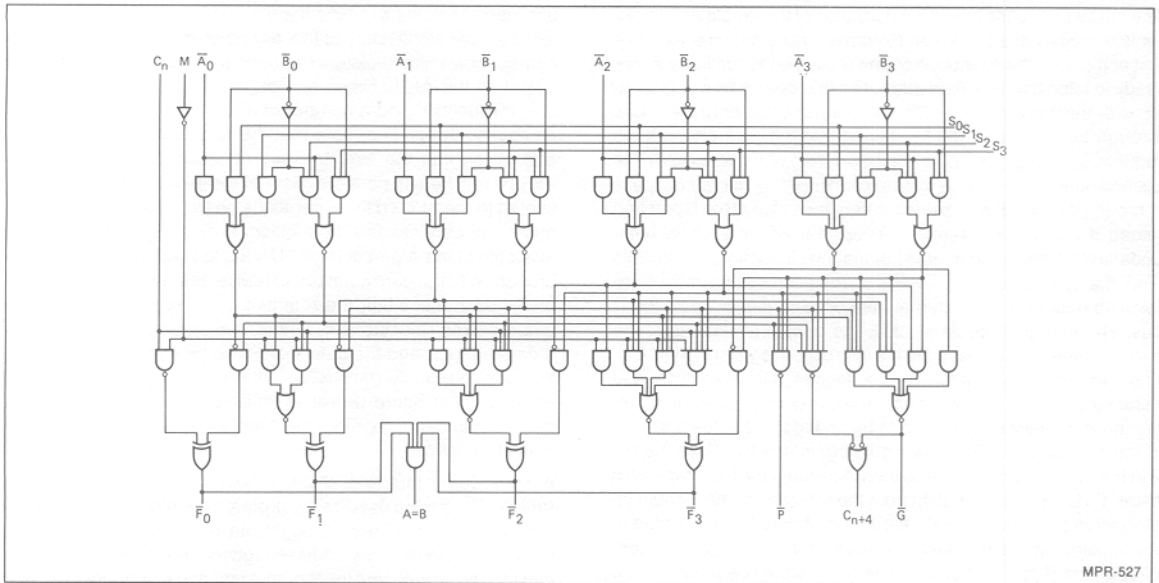 Cn M A̅0 B̅0 A̅1 B̅1 A̅2 B̅2 A̅3 B̅3
S0 S1 S2 S3
F̅0 F̅1 A=B F̅2 F̅3 P̅ Cn+4 G̅
MPR-527